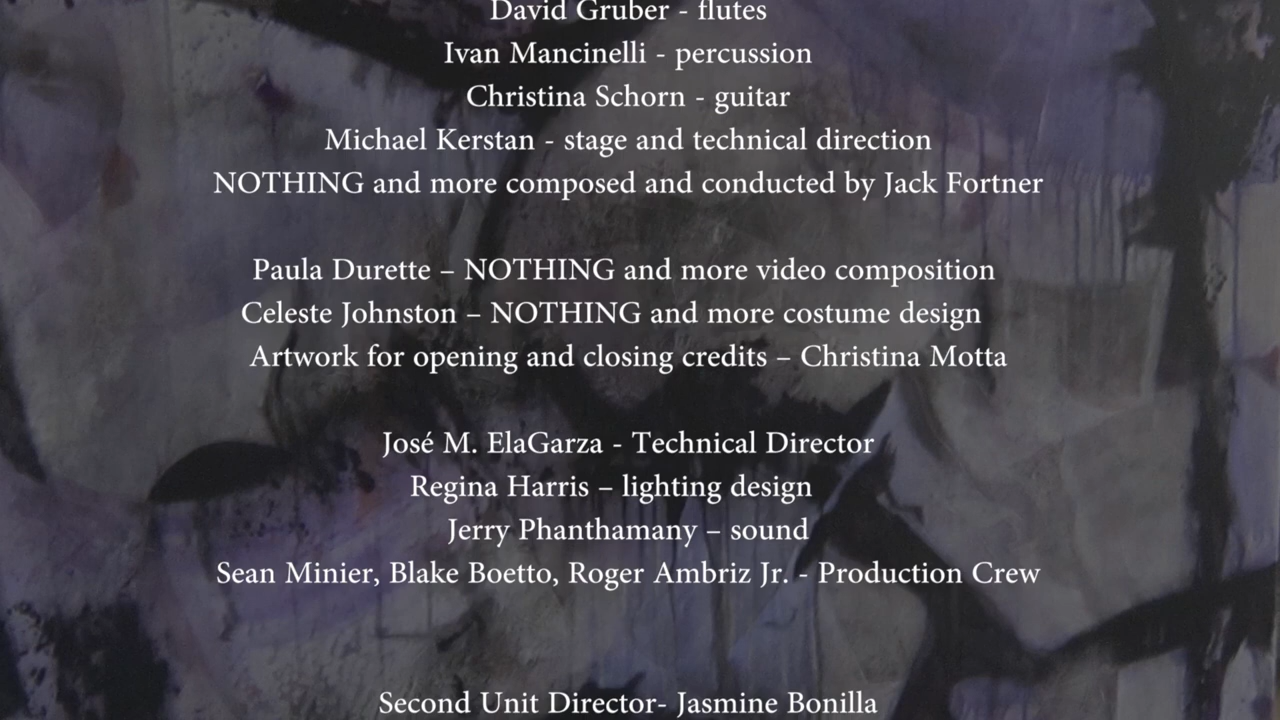 David Gruber - flutes
Ivan Mancinelli - percussion
Christina Schorn - guitar
Michael Kerstan - stage and technical direction
NOTHING and more composed and conducted by Jack Fortner
Paula Durette – NOTHING and more video composition
Celeste Johnston – NOTHING and more costume design
Artwork for opening and closing credits – Christina Motta
José M. ElaGarza - Technical Director
Regina Harris – lighting design
Jerry Phanthamany – sound
Sean Minier, Blake Boetto, Roger Ambriz Jr. - Production Crew
Second Unit Director- Jasmine Bonilla